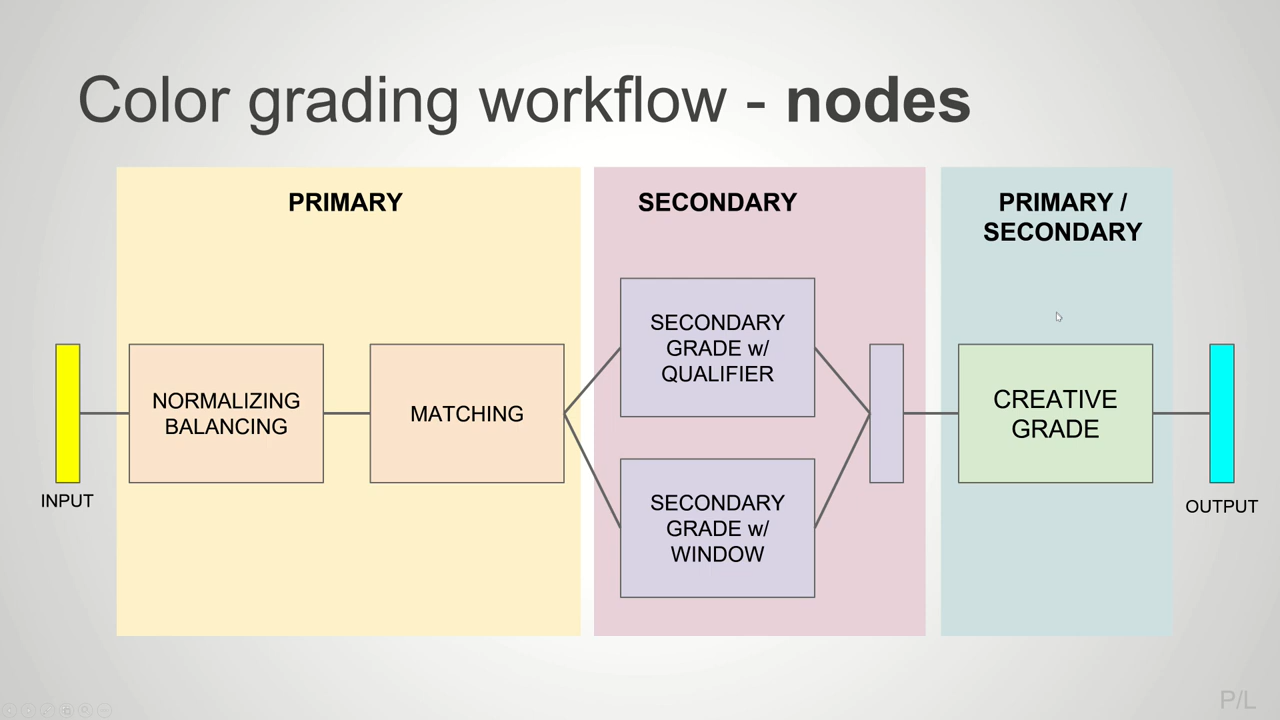 Color grading workflow - nodes
PRIMARY
SECONDARY
PRIMARY /
SECONDARY
INPUT
NORMALIZING
BALANCING
MATCHING
SECONDARY
GRADE w/
QUALIFIER
SECONDARY
GRADE w/
WINDOW
CREATIVE
GRADE
OUTPUT
P/L